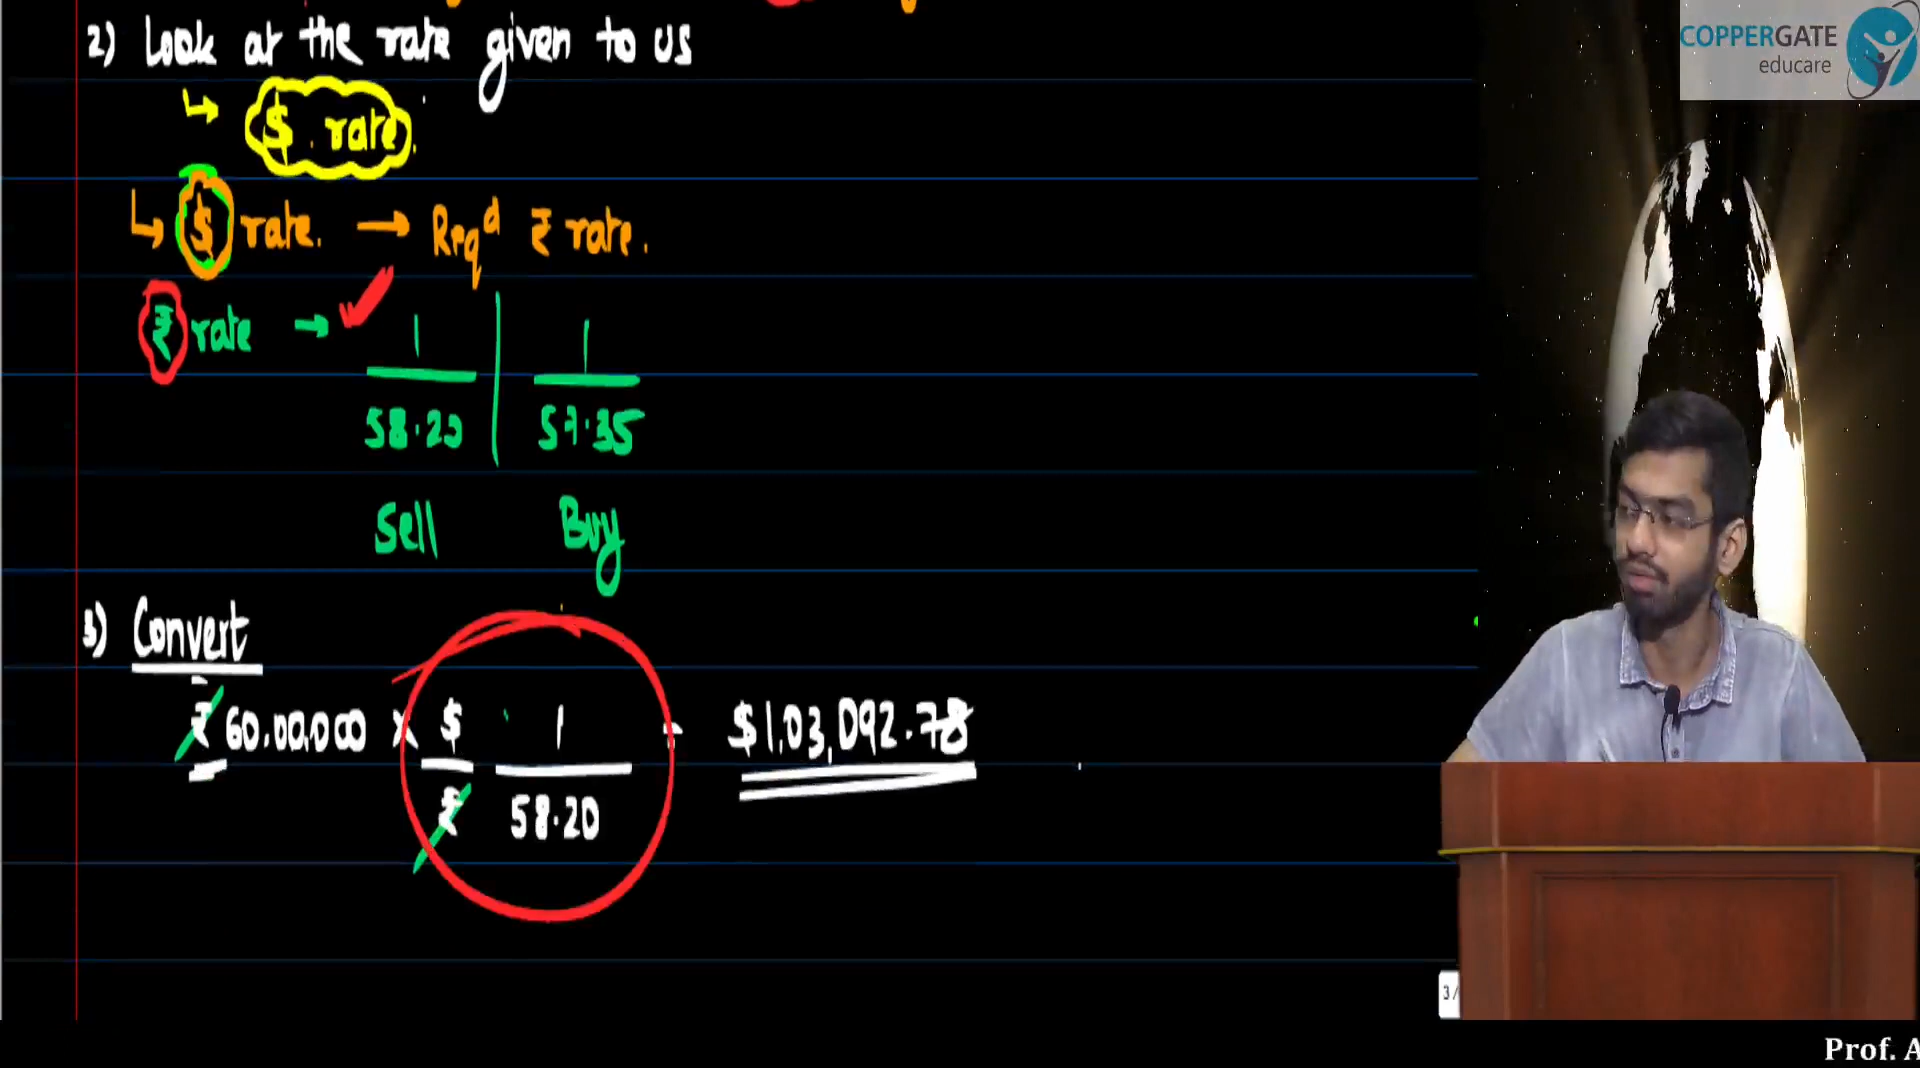 2) Look at the rate given to us
↳ $ rate.
↳ $ rate. → Reqd ₹ rate.
₹ rate → 1/58.20 | 1/57.35
Sell Buy
3) Convert
₹ 60,00,000 × $/₹ 1/58.20 = $1,03,092.78
COPPERGATE
educare
3/
Prof. A